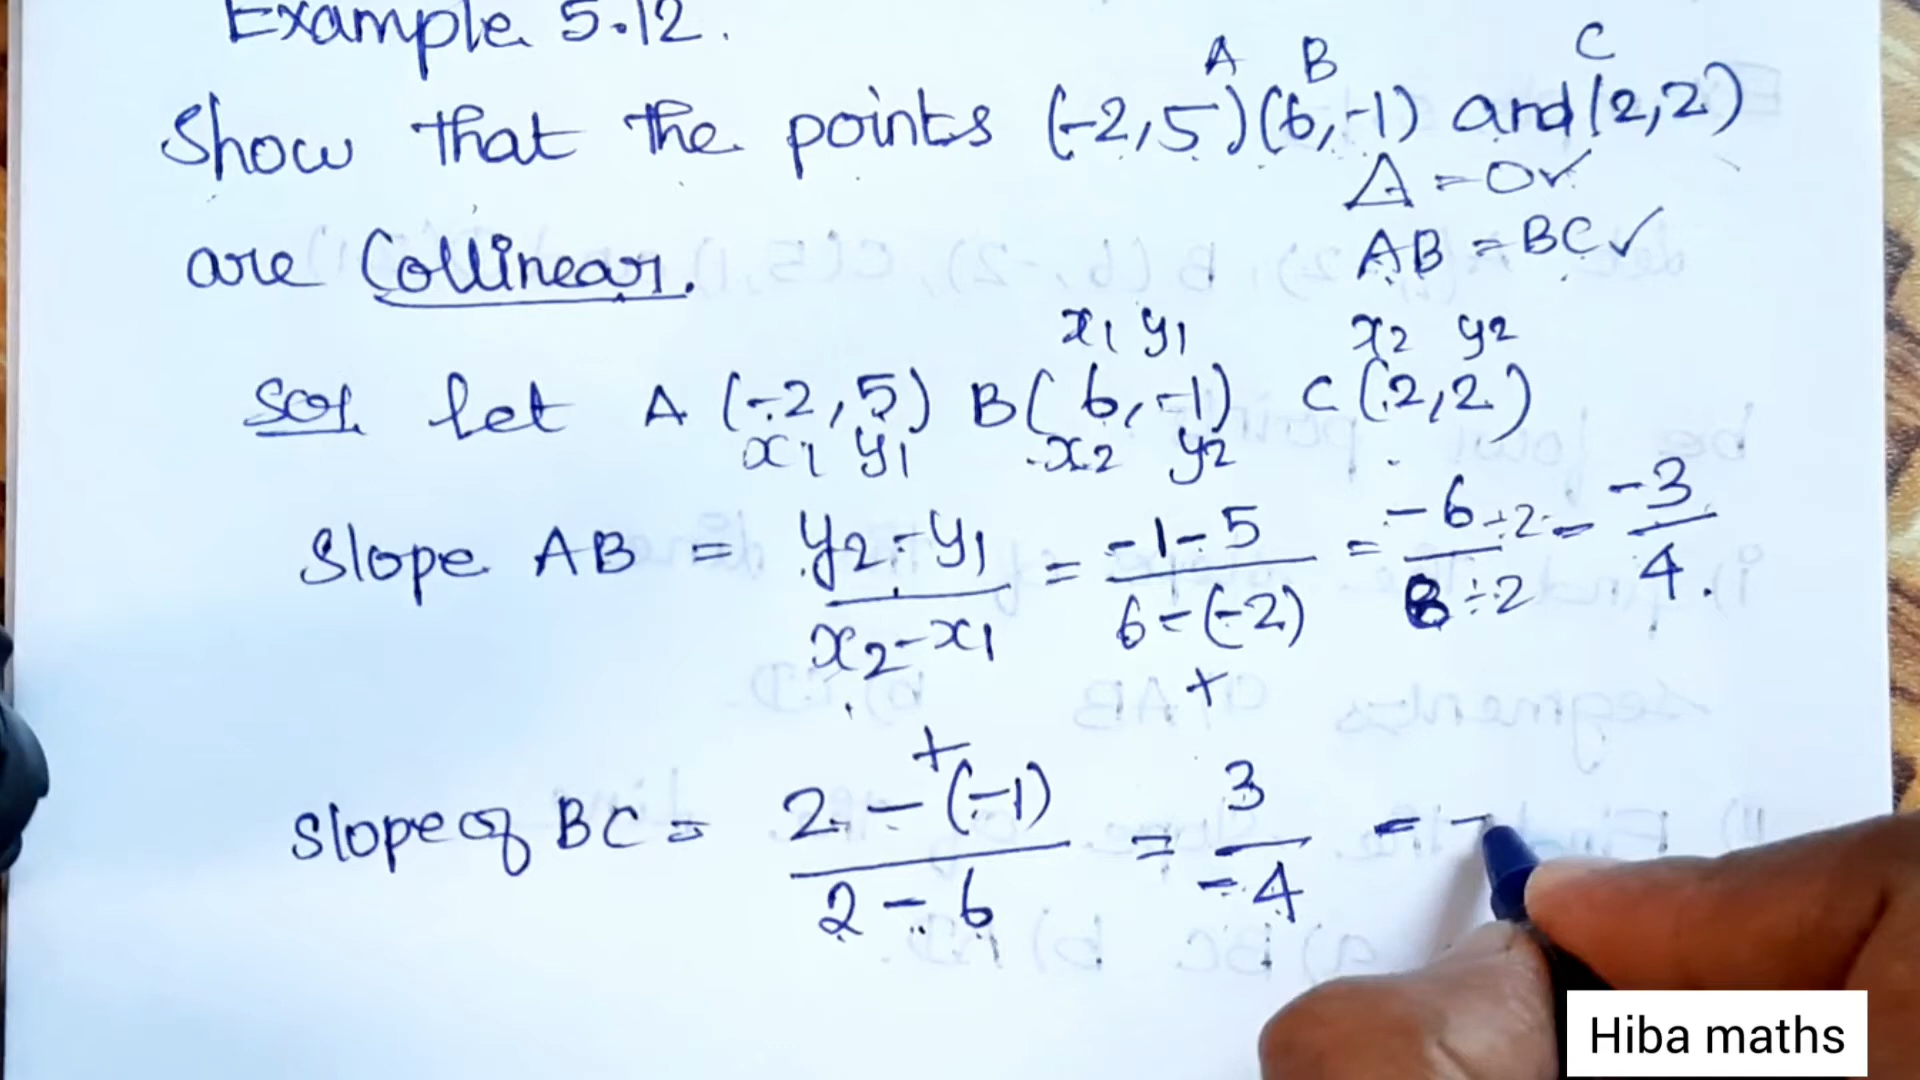 Example 5.12.
A B C
Show that the points (-2,5)(6,-1) and (2,2)
△ = 0✓
are Collinear.
AB = BC✓
x1 y1 x2 y2
Sol. let A (-2,5) B(6,-1) C(2,2)
x1 y1 x2 y2
Slope AB = y2-y1/x2-x1 = -1-5/6-(-2) = -6÷2/8÷2 = -3/4.
+
+
Slope of BC = 2-(-1)/2-6 = 3/-4 = -
Hiba maths